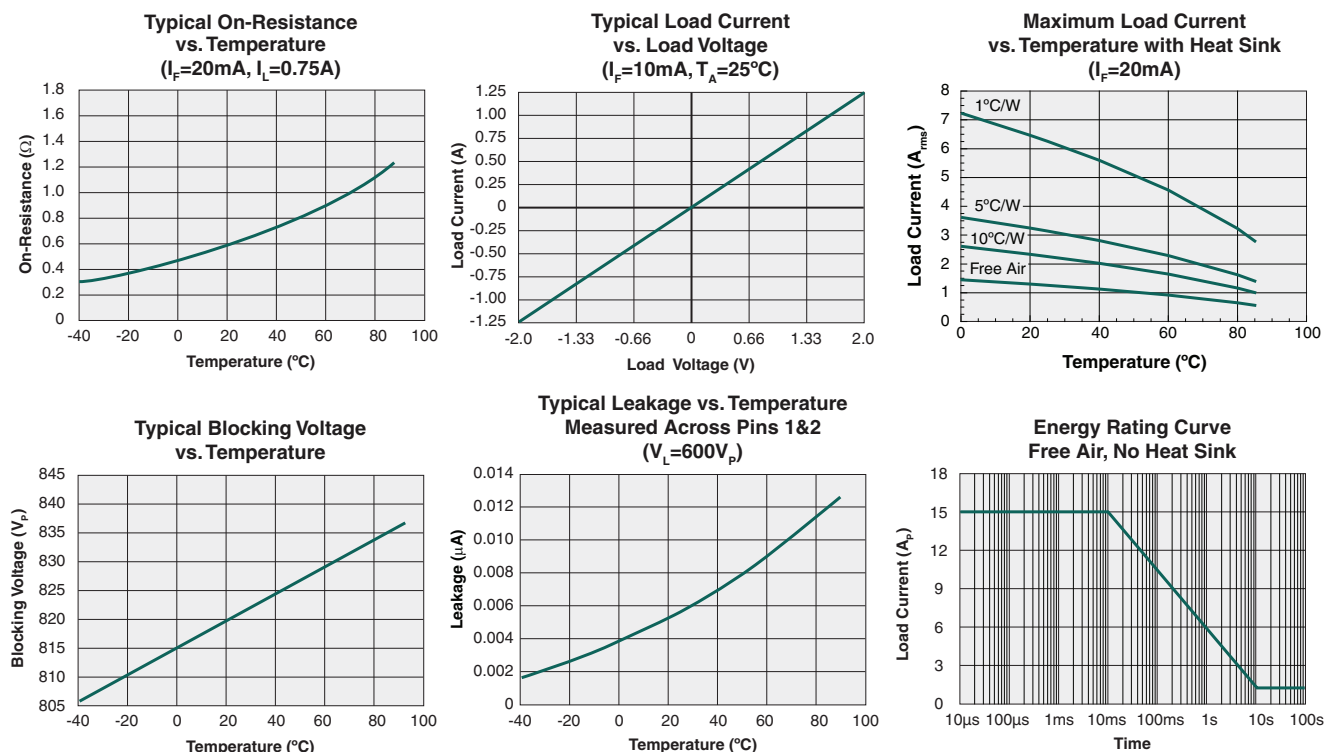 Typical On-Resistance
vs. Temperature
(IF=20mA, IL=0.75A)
On-Resistance (Ω)
1.8
1.6
1.4
1.2
1.0
0.8
0.6
0.4
0.2
0
-40 -20 0 20 40 60 80 100
Temperature (ºC)
Typical Load Current
vs. Load Voltage
(IF=10mA, TA=25ºC)
Load Current (A)
1.25
1.00
0.75
0.50
0.25
0
-0.25
-0.50
-0.75
-1.00
-1.25
-2.0 -1.33 -0.66 0 0.66 1.33 2.0
Load Voltage (V)
Maximum Load Current
vs. Temperature with Heat Sink
(IF=20mA)
Load Current (Arms)
8
7
6
5
4
3
2
1
0
1ºC/W
5ºC/W
10ºC/W
Free Air
0 20 40 60 80 100
Temperature (ºC)
Typical Blocking Voltage
vs. Temperature
Blocking Voltage (VP)
845
840
835
830
825
820
815
810
805
-40 -20 0 20 40 60 80 100
Temperature (ºC)
Typical Leakage vs. Temperature
Measured Across Pins 1&2
(VL=600VP)
Leakage (μA)
0.014
0.012
0.010
0.008
0.006
0.004
0.002
0
-40 -20 0 20 40 60 80 100
Temperature (ºC)
Energy Rating Curve
Free Air, No Heat Sink
Load Current (AP)
18
15
12
9
6
3
0
10μs 100μs 1ms 10ms 100ms 1s 10s 100s
Time